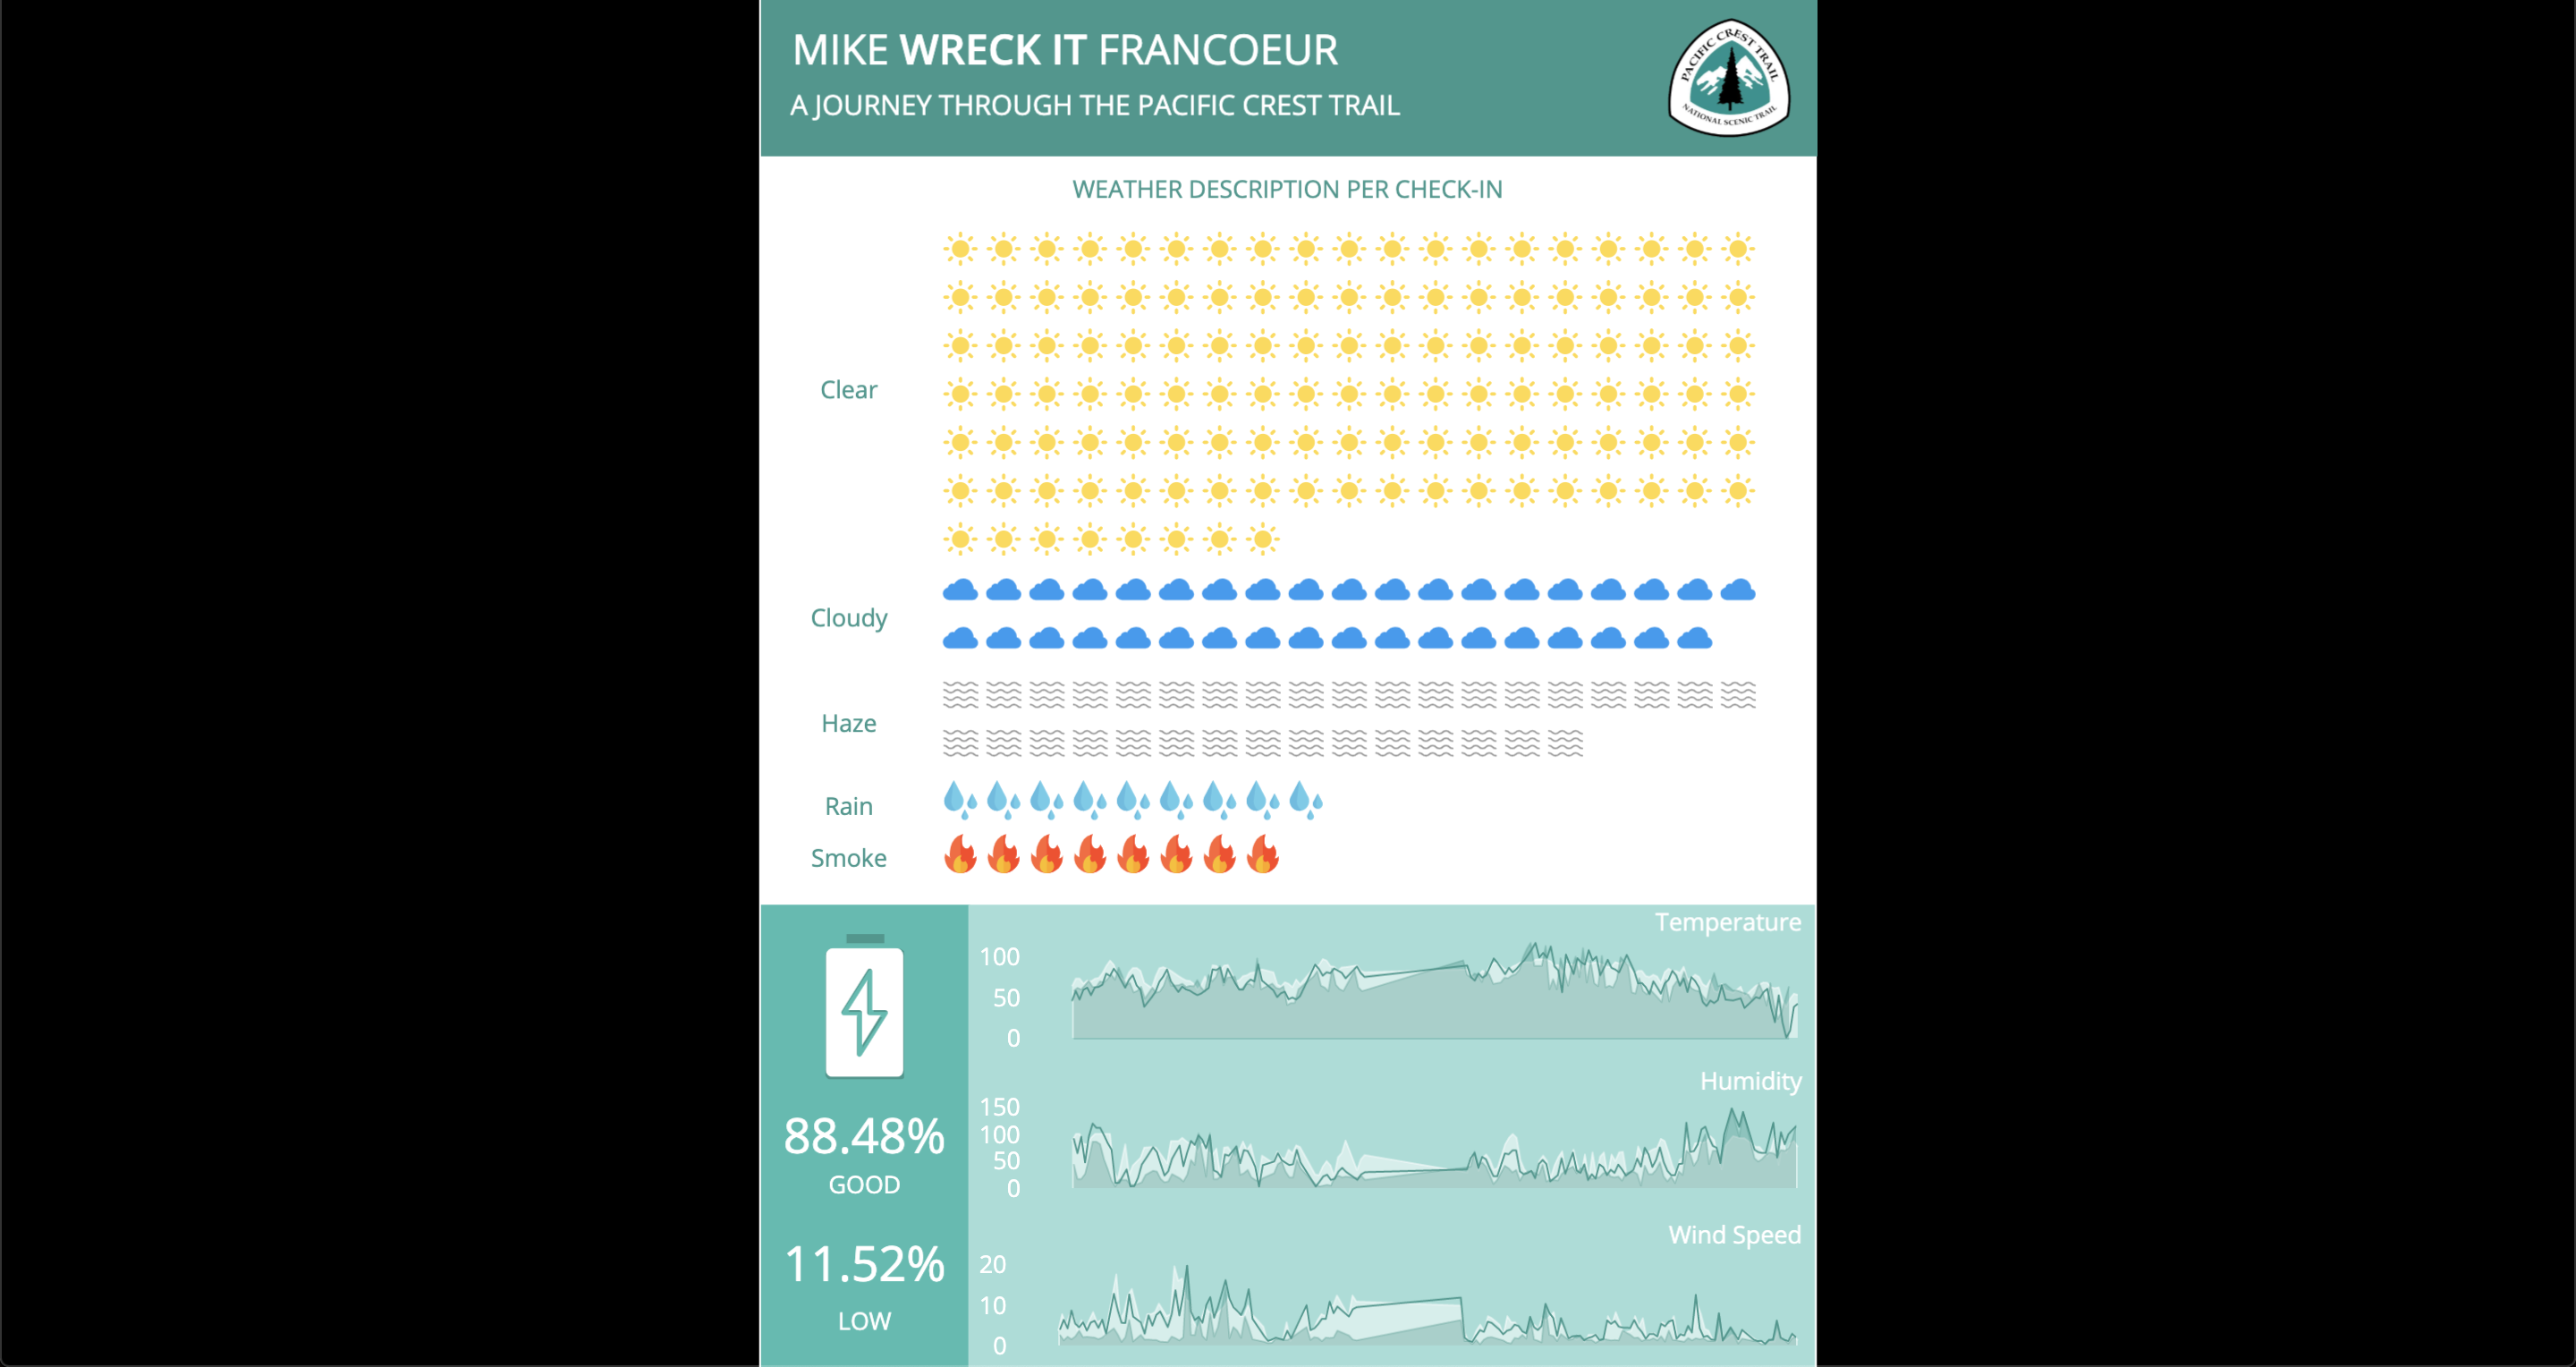 MIKE WRECK IT FRANCOEUR
A JOURNEY THROUGH THE PACIFIC CREST TRAIL
PACIFIC CREST TRAIL
NATIONAL SCENIC TRAIL
WEATHER DESCRIPTION PER CHECK-IN
Clear
Cloudy
Haze
Rain
Smoke
88.48%
GOOD
11.52%
LOW
Temperature
100
50
0
Humidity
150
100
50
0
Wind Speed
20
10
0